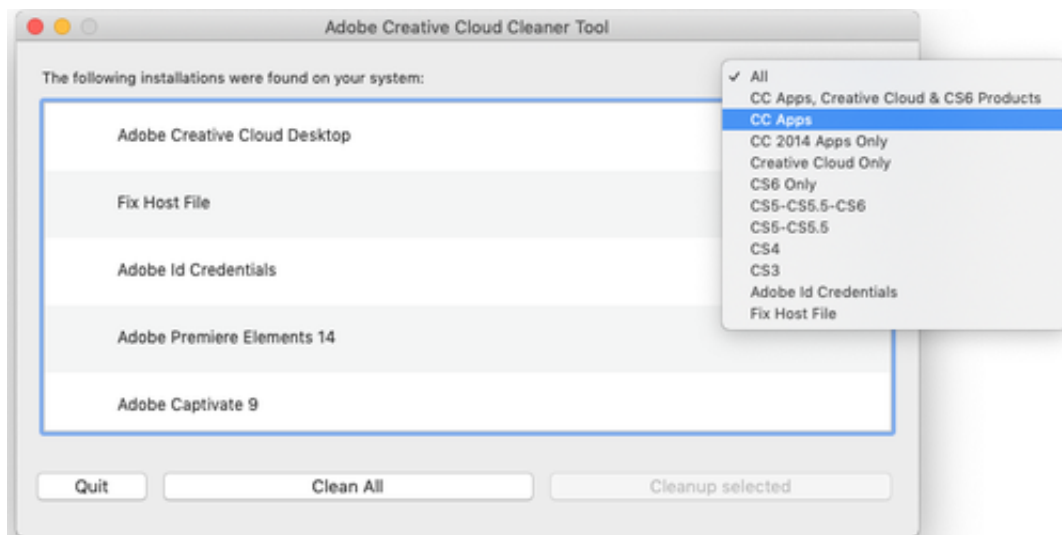 Adobe Creative Cloud Cleaner Tool
The following installations were found on your system:
✓ All
CC Apps, Creative Cloud & CS6 Products
CC Apps
CC 2014 Apps Only
Creative Cloud Only
CS6 Only
CS5-CS5.5-CS6
CS5-CS5.5
CS4
CS3
Adobe Id Credentials
Fix Host File
Adobe Creative Cloud Desktop
Fix Host File
Adobe Id Credentials
Adobe Premiere Elements 14
Adobe Captivate 9
Quit
Clean All
Cleanup selected